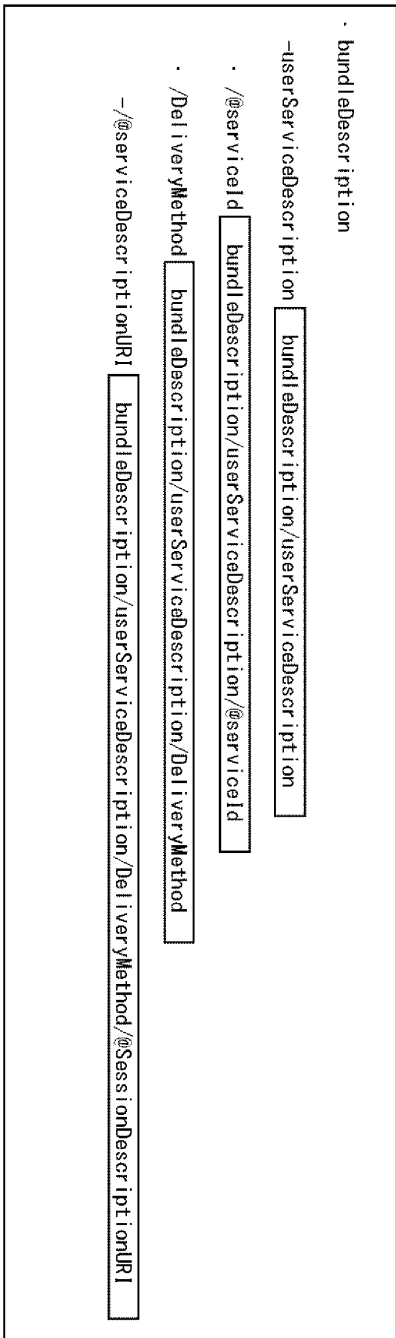 · bundleDescription
-userServiceDescription bundleDescription/userServiceDescription
· /@serviceId bundleDescription/userServiceDescription/@serviceId
· /DeliveryMethod bundleDescription/userServiceDescription/DeliveryMethod
-/@serviceDescriptionURI bundleDescription/userServiceDescription/DeliveryMethod/@SessionDescriptionURI